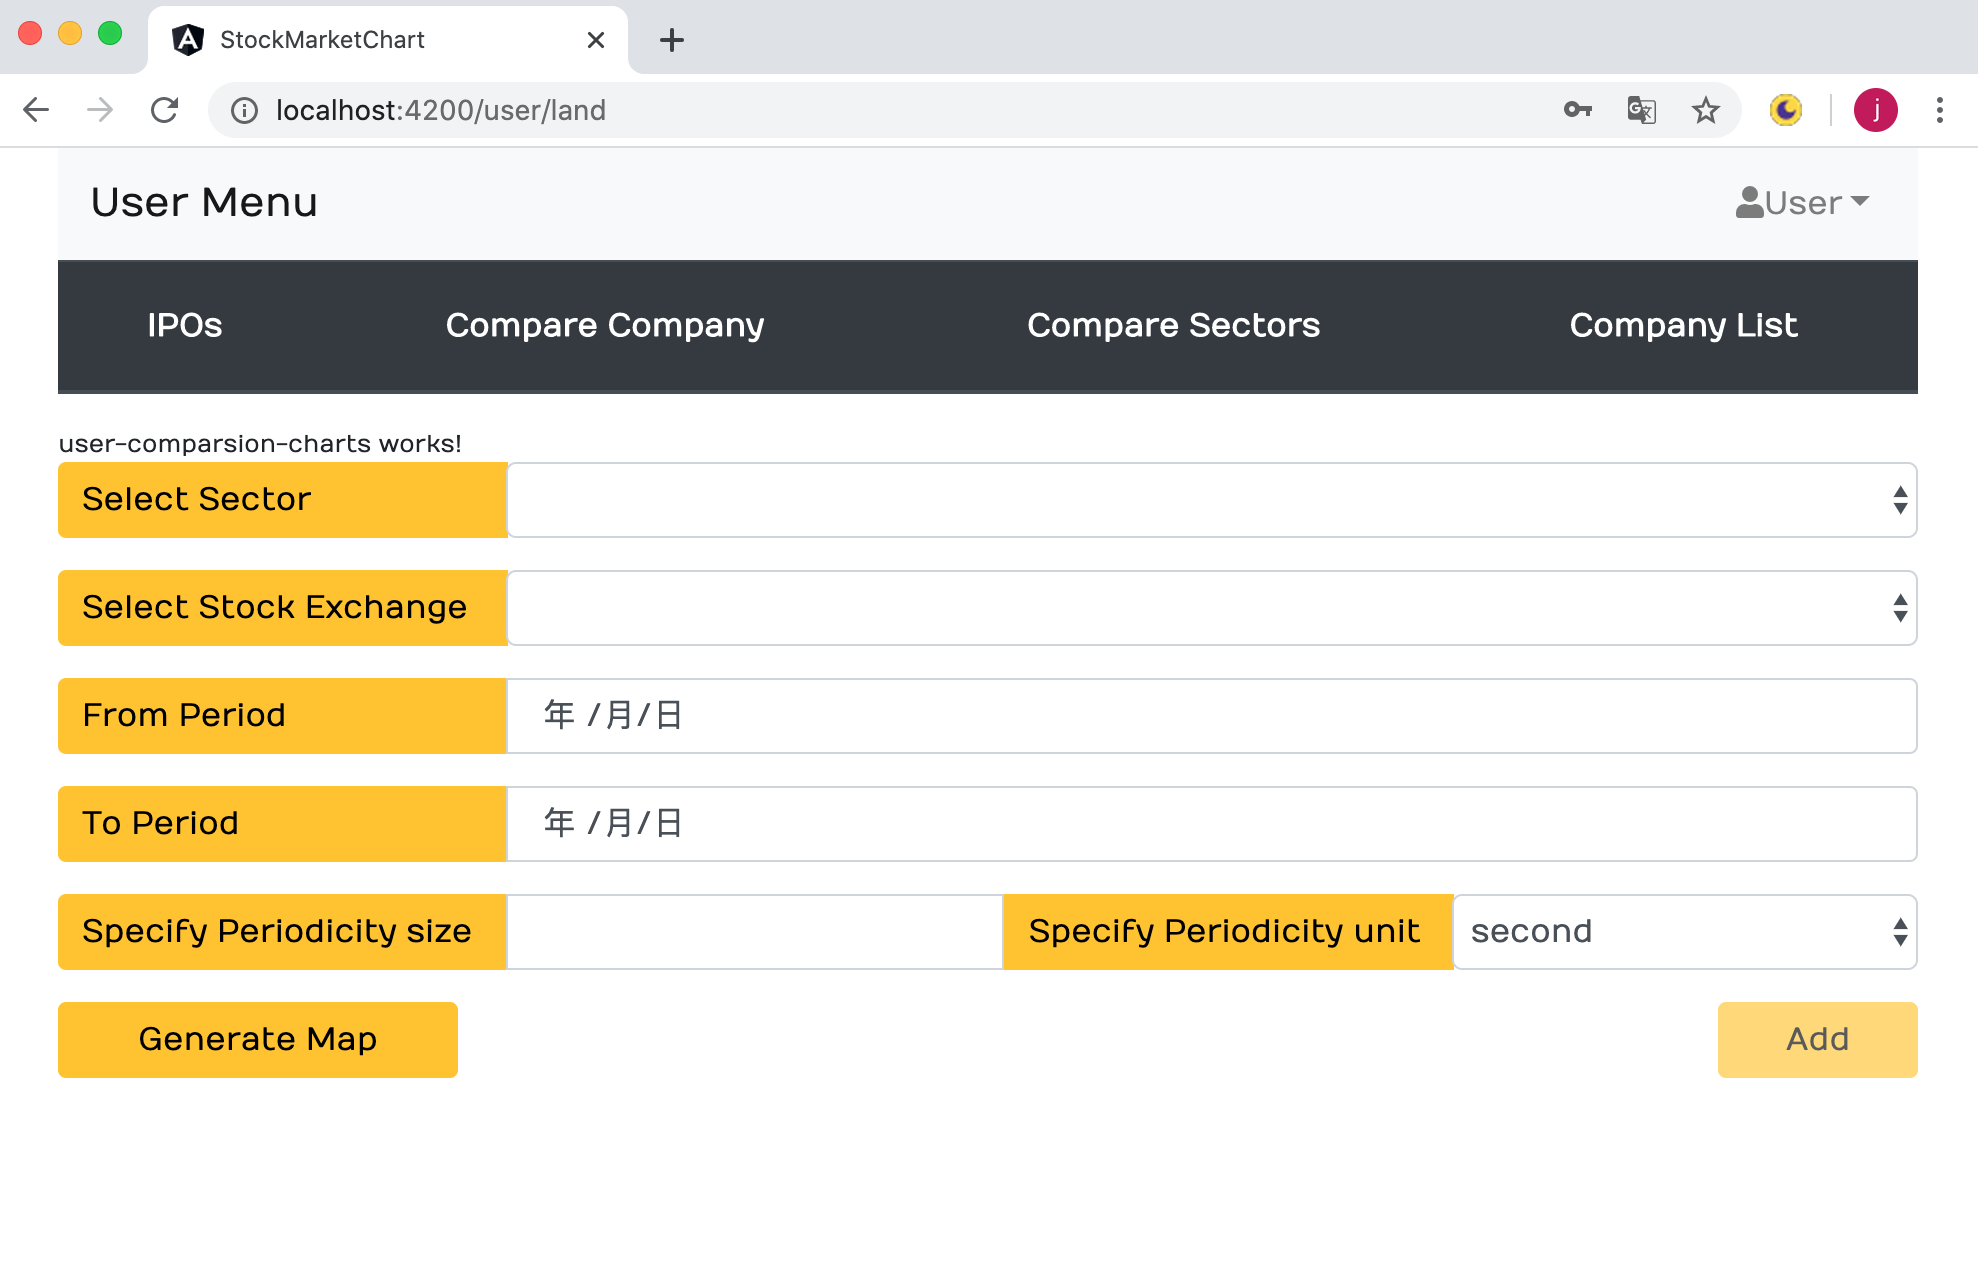 StockMarketChart
localhost:4200/user/land
j
User Menu
User
IPOs Compare Company Compare Sectors Company List
user-comparsion-charts works!
Select Sector
Select Stock Exchange
From Period 年 /月/日
To Period 年 /月/日
Specify Periodicity size Specify Periodicity unit second
Generate Map Add